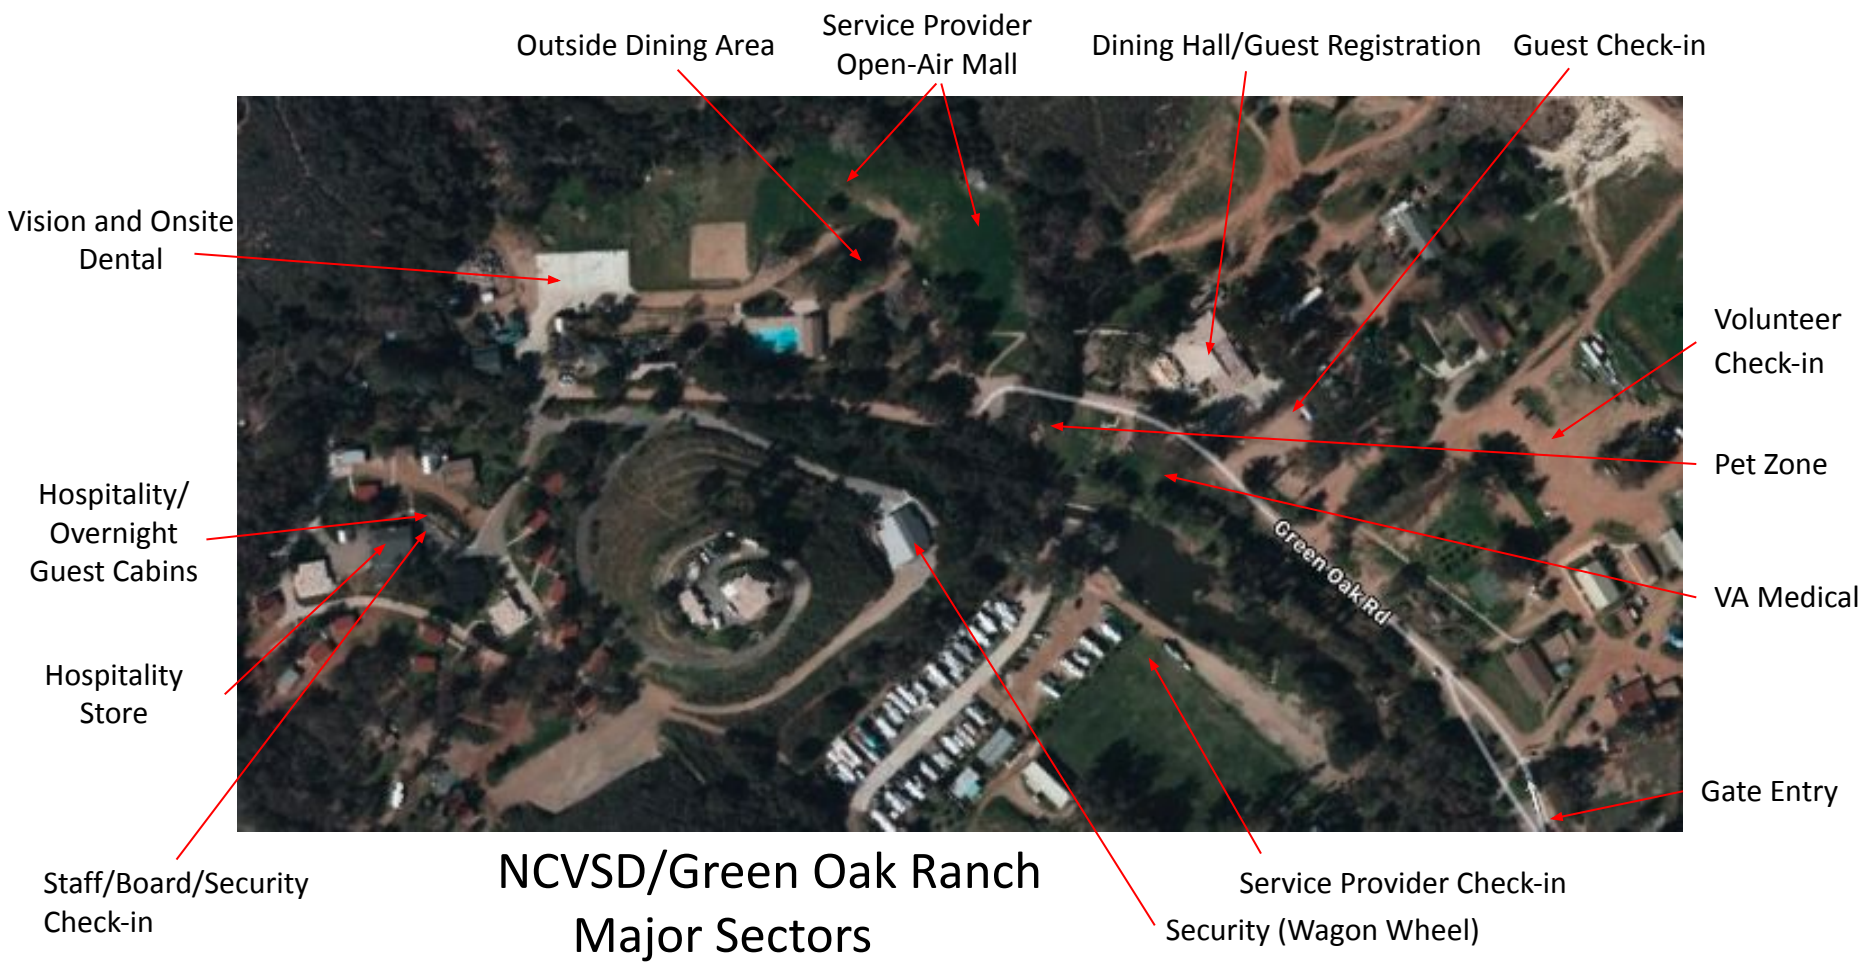 Service Provider
Open-Air Mall
Outside Dining Area
Dining Hall/Guest Registration
Guest Check-in
Vision and Onsite
Dental
Volunteer
Check-in
Pet Zone
Hospitality/
Overnight
Guest Cabins
Green Oak Rd
VA Medical
Hospitality
Store
Gate Entry
Staff/Board/Security
Check-in
NCVSD/Green Oak Ranch
Major Sectors
Service Provider Check-in
Security (Wagon Wheel)